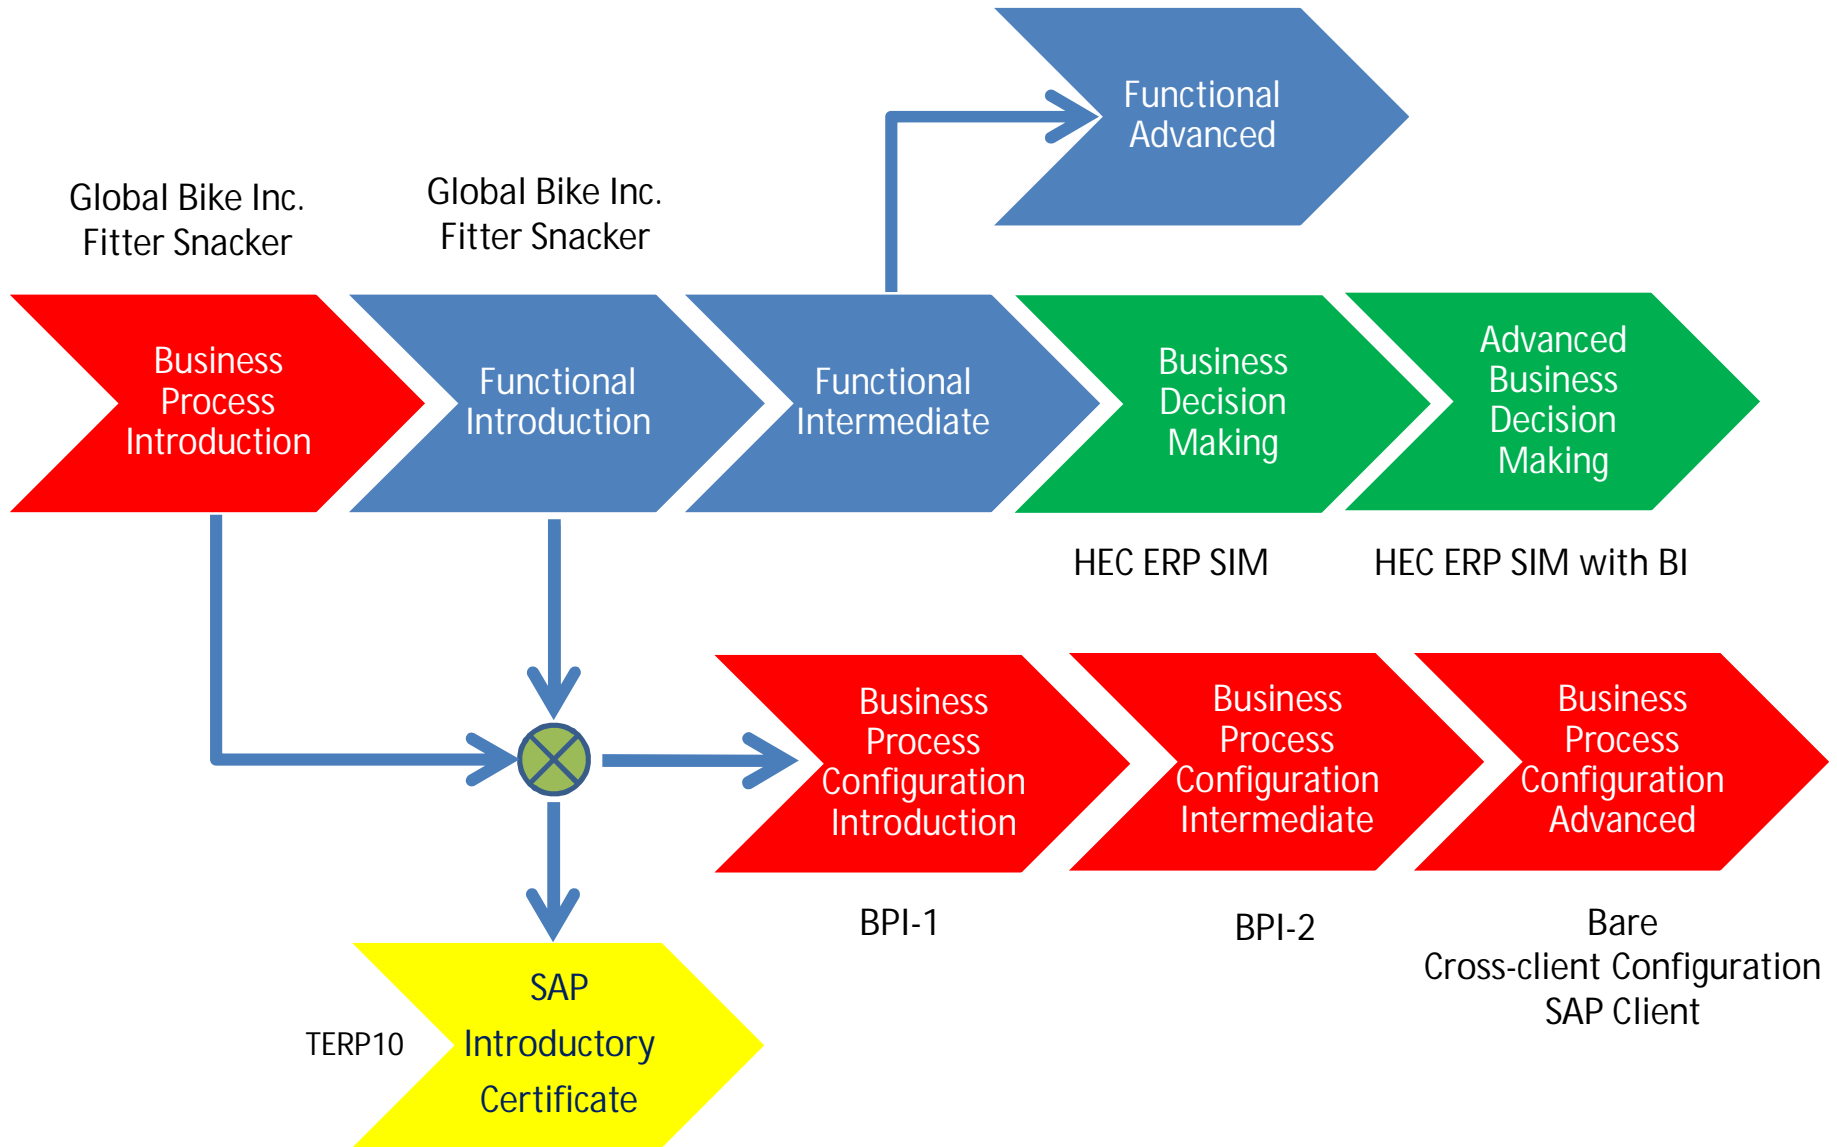 Functional
Advanced
Global Bike Inc.
Fitter Snacker
Global Bike Inc.
Fitter Snacker
Business
Process
Introduction
Functional
Introduction
Functional
Intermediate
Business
Decision
Making
Advanced
Business
Decision
Making
HEC ERP SIM
HEC ERP SIM with BI
Business
Process
Configuration
Introduction
Business
Process
Configuration
Intermediate
Business
Process
Configuration
Advanced
BPI-1
BPI-2
Bare
Cross-client Configuration
SAP Client
TERP10
SAP
Introductory
Certificate